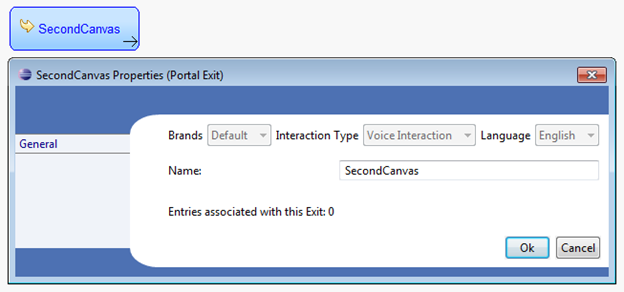 SecondCanvas
SecondCanvas Properties (Portal Exit)
Brands Default Interaction Type Voice Interaction Language English
General
Name: SecondCanvas
Entries associated with this Exit: 0
Ok Cancel